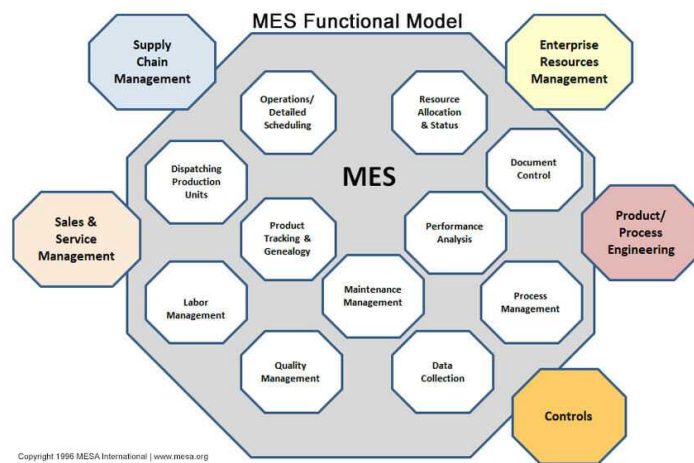 MES Functional Model
Supply
Chain
Management
Enterprise
Resources
Management
Operations/
Detailed
Scheduling
Resource
Allocation
& Status
Dispatching
Production
Units
MES
Document
Control
Sales &
Service
Management
Product
Tracking &
Genealogy
Performance
Analysis
Product/
Process
Engineering
Labor
Management
Maintenance
Management
Process
Management
Quality
Management
Data
Collection
Controls
Copyright 1996 MESA International | www.mesa.org